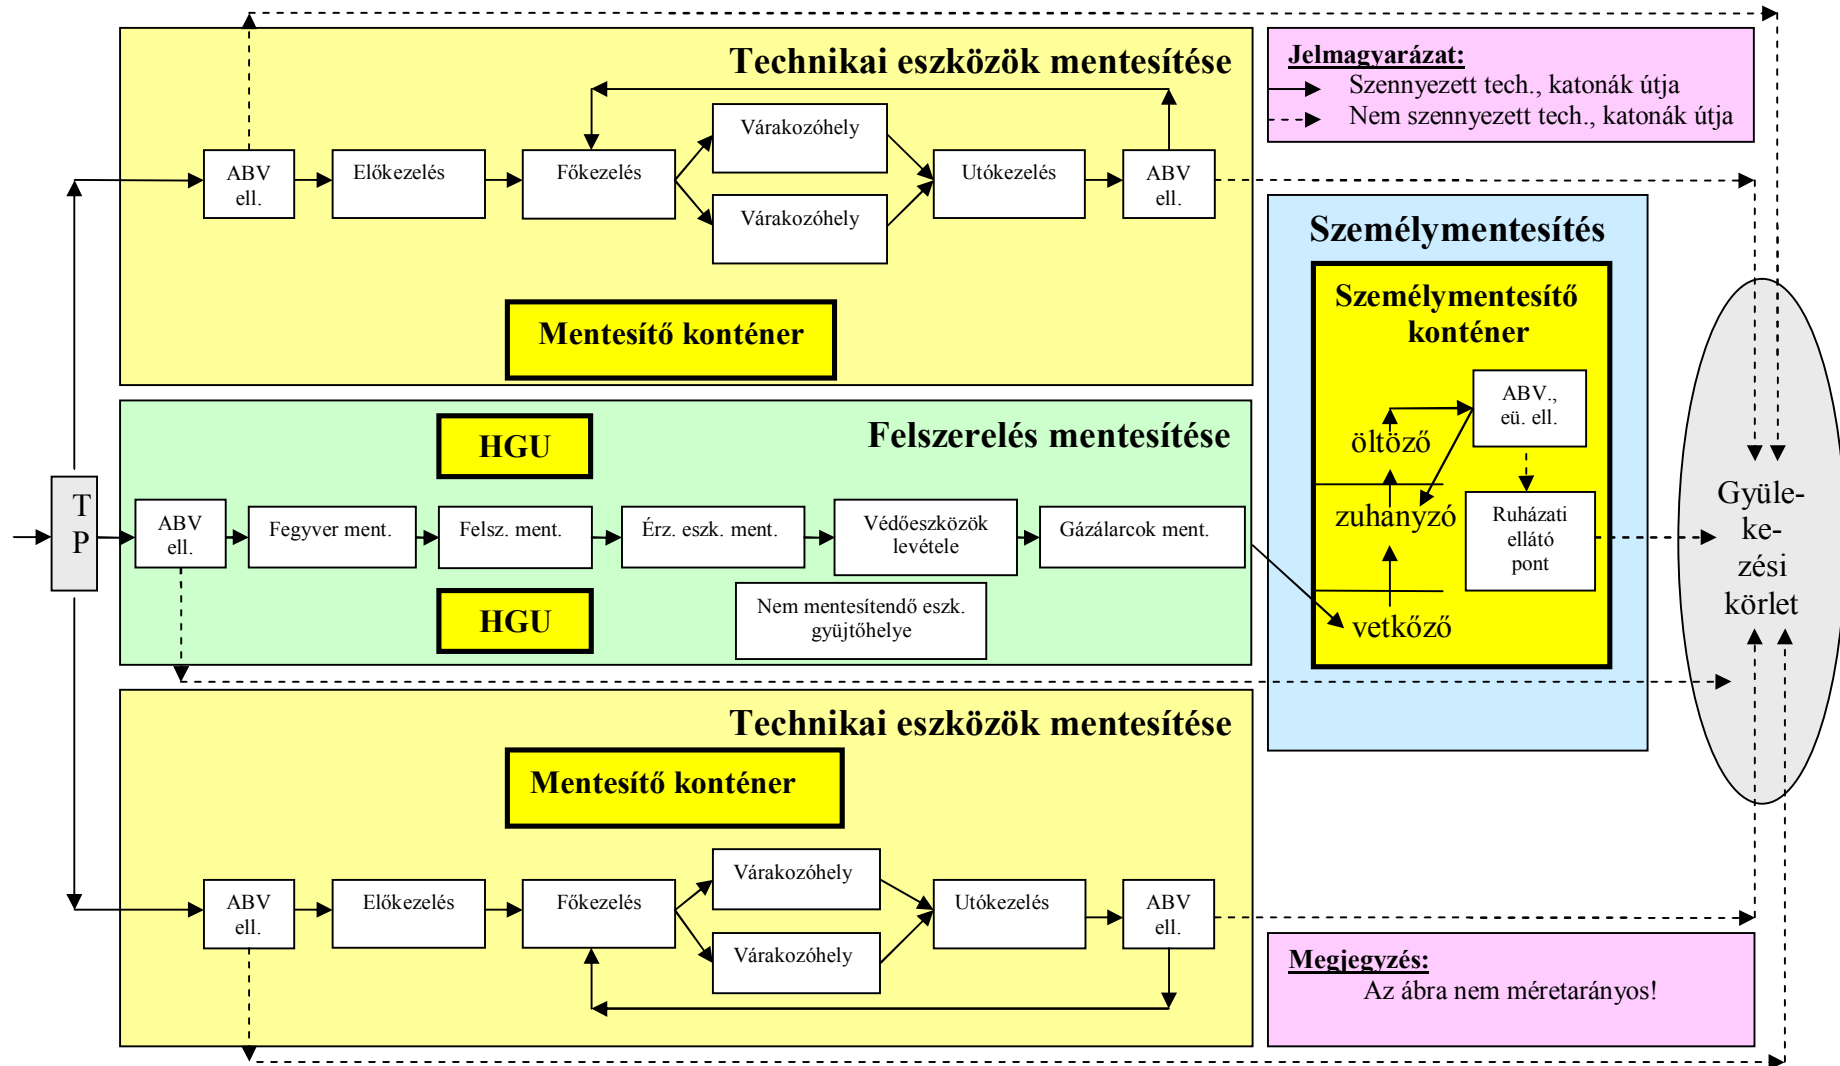 Technikai eszközök mentesítése
ABV
ell.
Előkezelés
Főkezelés
Várakozóhely
Várakozóhely
Utókezelés
ABV
ell.
Mentesítő konténer
Jelmagyarázat:
Szennyezett tech., katonák útja
Nem szennyezett tech., katonák útja
T
P
HGU
Felszerelés mentesítése
ABV
ell.
Fegyver ment.
Felsz. ment.
Érz. eszk. ment.
Védőeszközök
levétele
Gázálarcok ment.
HGU
Nem mentesítendő eszk.
gyüjtőhelye
Személymentesítés
Személymentesítő
konténer
ABV.,
eü. ell.
öltöző
zuhanyzó
vetkőző
Ruházati
ellátó
pont
Gyüle-
ke-
zési
körlet
Technikai eszközök mentesítése
Mentesítő konténer
ABV
ell.
Előkezelés
Főkezelés
Várakozóhely
Várakozóhely
Utókezelés
ABV
ell.
Megjegyzés:
Az ábra nem méretarányos!